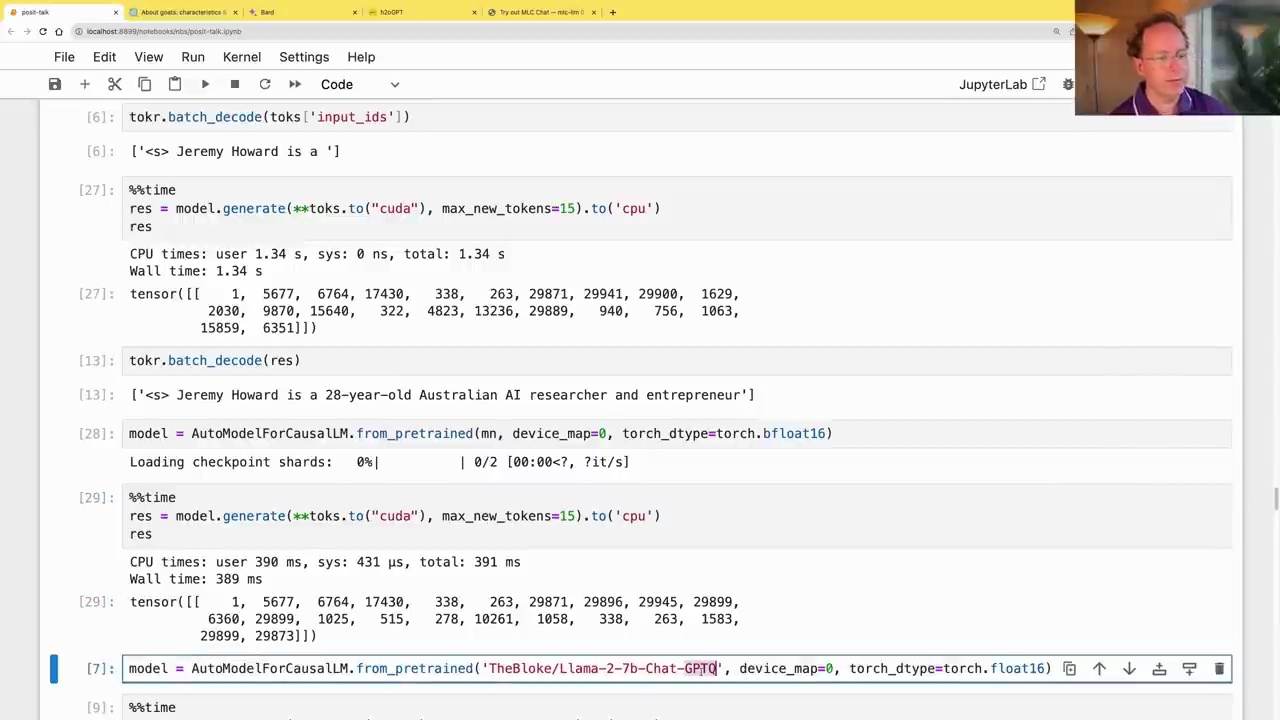 posit-talk
About goats: characteristics &
Bard
h2oGPT
Try out MLC Chat — mlc-llm 0
localhost:8899/notebooks/nbs/posit-talk.ipynb
File Edit View Run Kernel Settings Help
Code
JupyterLab
[6]: tokr.batch_decode(toks['input_ids'])
[6]: ['<s> Jeremy Howard is a ']
[27]: %%time
res = model.generate(**toks.to("cuda"), max_new_tokens=15).to('cpu')
res
CPU times: user 1.34 s, sys: 0 ns, total: 1.34 s
Wall time: 1.34 s
[27]: tensor([[ 1, 5677, 6764, 17430, 338, 263, 29871, 29941, 29900, 1629,
2030, 9870, 15640, 322, 4823, 13236, 29889, 940, 756, 1063,
15859, 6351]])
[13]: tokr.batch_decode(res)
[13]: ['<s> Jeremy Howard is a 28-year-old Australian AI researcher and entrepreneur']
[28]: model = AutoModelForCausalLM.from_pretrained(mn, device_map=0, torch_dtype=torch.bfloat16)
Loading checkpoint shards: 0%| | 0/2 [00:00<?, ?it/s]
[29]: %%time
res = model.generate(**toks.to("cuda"), max_new_tokens=15).to('cpu')
res
CPU times: user 390 ms, sys: 431 µs, total: 391 ms
Wall time: 389 ms
[29]: tensor([[ 1, 5677, 6764, 17430, 338, 263, 29871, 29896, 29945, 29899,
6360, 29899, 1025, 515, 278, 10261, 1058, 338, 263, 1583,
29899, 29873]])
[7]: model = AutoModelForCausalLM.from_pretrained('TheBloke/Llama-2-7b-Chat-GPTQ', device_map=0, torch_dtype=torch.float16)
[9]: %%time